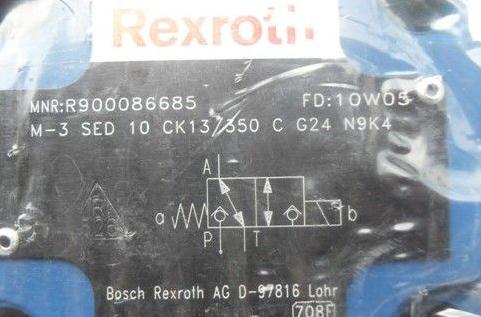 Rexroth
MNR:R900086685 FD:10W05
M-3 SED 10 CK13/350 C G24 N9K4
A
a b
P T
Bosch Rexroth AG D-97816 Lohr
708F